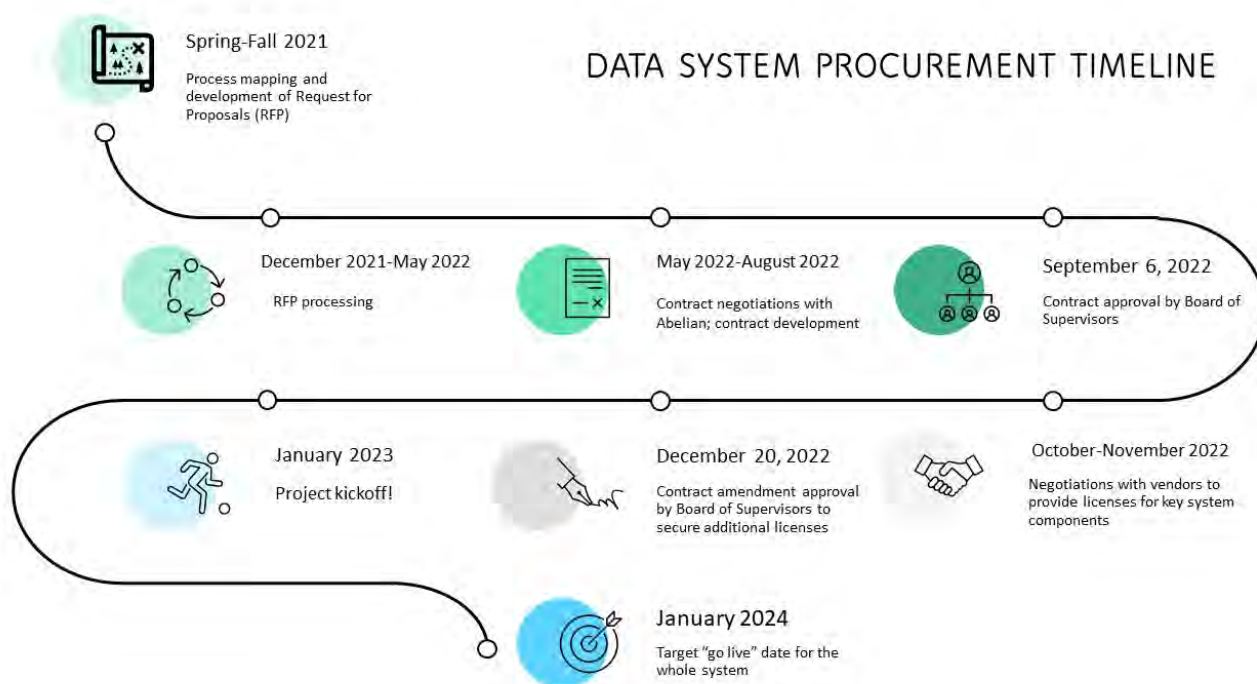 DATA SYSTEM PROCUREMENT TIMELINE
Spring-Fall 2021
Process mapping and
development of Request for
Proposals (RFP)
December 2021-May 2022
RFP processing
May 2022-August 2022
Contract negotiations with
Abelian; contract development
September 6, 2022
Contract approval by Board of
Supervisors
October-November 2022
Negotiations with vendors to
provide licenses for key system
components
December 20, 2022
Contract amendment approval
by Board of Supervisors to
secure additional licenses
January 2023
Project kickoff!
January 2024
Target “go live” date for the
whole system